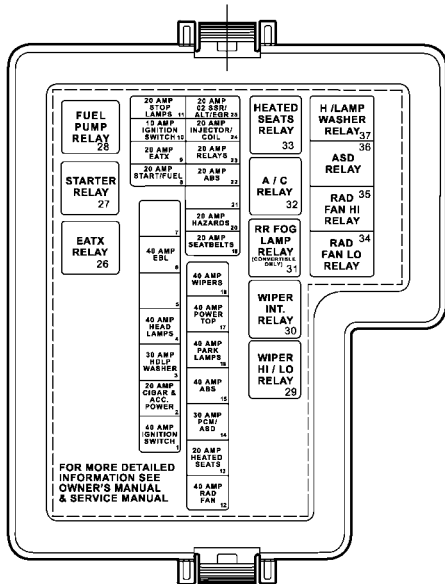 FUEL
PUMP
RELAY
28
STARTER
RELAY
27
EATX
RELAY
26
20 AMP
STOP
LAMPS 11
10 AMP
IGNITION
SWITCH 10
20 AMP
EATX
9
20 AMP
START/FUEL
8
20 AMP
O2 SSR/
ALT/EGR 25
20 AMP
INJECTOR/
COIL 24
20 AMP
RELAYS
23
20 AMP
ABS
22
21
20 AMP
HAZARDS
20
20 AMP
SEATBELTS
19
7
40 AMP
EBL
6
5
40 AMP
HEAD
LAMPS
4
30 AMP
HDLP
WASHER
3
20 AMP
CIGAR &
ACC.
POWER
2
40 AMP
IGNITION
SWITCH
1
40 AMP
WIPERS
18
40 AMP
POWER
TOP
17
40 AMP
PARK
LAMPS
16
40 AMP
ABS
15
30 AMP
PCM/
ASD
14
20 AMP
HEATED
SEATS
13
40 AMP
RAD
FAN
12
HEATED
SEATS
RELAY
33
A / C
RELAY
32
RR FOG
LAMP
RELAY
(CONVERTIBLE
ONLY)
31
WIPER
INT.
RELAY
30
WIPER
HI / LO
RELAY
29
H /LAMP
WASHER
RELAY 37
36
ASD
RELAY
RAD 35
FAN HI
RELAY
RAD 34
FAN LO
RELAY
FOR MORE DETAILED
INFORMATION SEE
OWNER'S MANUAL
& SERVICE MANUAL